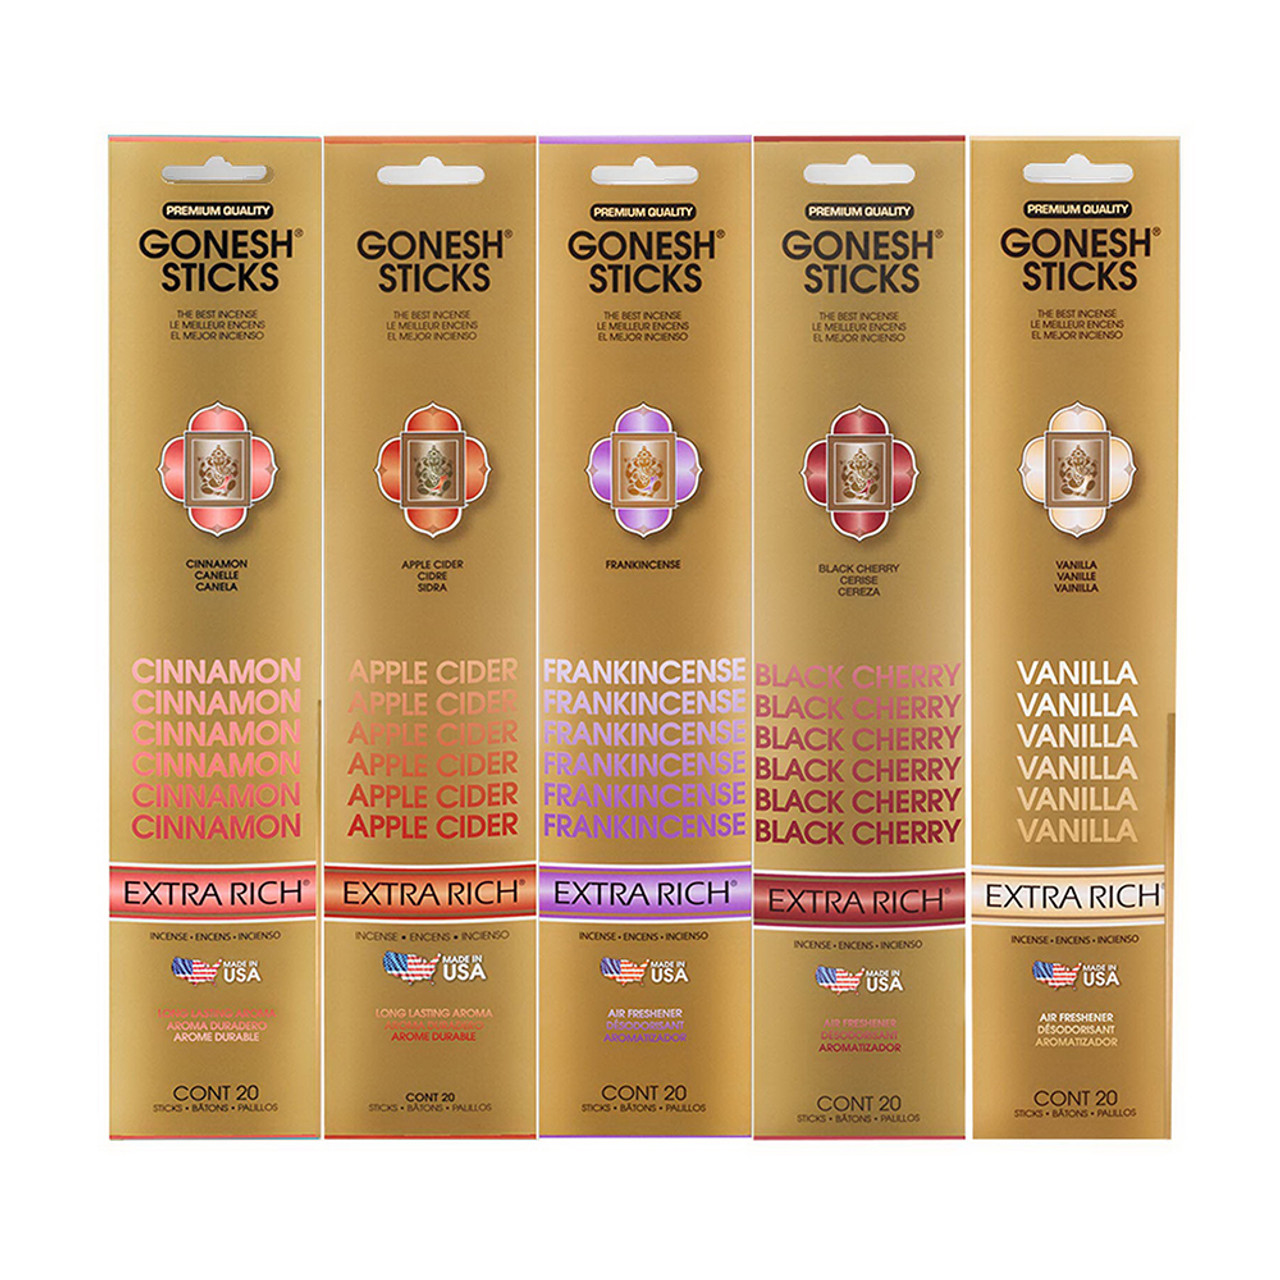 PREMIUM QUALITY
GONESH®
STICKS
THE BEST INCENSE
LE MEILLEUR ENCENS
EL MEJOR INCIENSO
CINNAMON
CANELLE
CANELA
CINNAMON
CINNAMON
CINNAMON
CINNAMON
CINNAMON
CINNAMON
EXTRA RICH®
INCENSE • ENCENS • INCIENSO
MADE IN
USA
LONG LASTING AROMA
AROMA DURADERO
AROME DURABLE
CONT 20
STICKS • BÂTONS • PALILLOS
GONESH®
STICKS
THE BEST INCENSE
LE MEILLEUR ENCENS
EL MEJOR INCIENSO
APPLE CIDER
CIDRE
SIDRA
APPLE CIDER
APPLE CIDER
APPLE CIDER
APPLE CIDER
APPLE CIDER
APPLE CIDER
EXTRA RICH®
INCENSE ▪ ENCENS ▪ INCIENSO
MADE IN
USA
LONG LASTING AROMA
AROMA DURADERO
AROME DURABLE
CONT 20
STICKS • BÂTONS • PALILLOS
PREMIUM QUALITY
GONESH®
STICKS
THE BEST INCENSE
LE MEILLEUR ENCENS
EL MEJOR INCIENSO
FRANKINCENSE
FRANKINCENSE
FRANKINCENSE
FRANKINCENSE
FRANKINCENSE
FRANKINCENSE
FRANKINCENSE
EXTRA RICH®
INCENSE • ENCENS • INCIENSO
MADE IN
USA
AIR FRESHENER
DÉSODORISANT
AROMATIZADOR
CONT 20
STICKS • BÂTONS • PALILLOS
PREMIUM QUALITY
GONESH®
STICKS
THE BEST INCENSE
LE MEILLEUR ENCENS
EL MEJOR INCIENSO
BLACK CHERRY
CERISE
CEREZA
BLACK CHERRY
BLACK CHERRY
BLACK CHERRY
BLACK CHERRY
BLACK CHERRY
BLACK CHERRY
EXTRA RICH®
INCENSE • ENCENS • INCIENSO
MADE IN
USA
AIR FRESHENER
DÉSODORISANT
AROMATIZADOR
CONT 20
STICKS • BÂTONS • PALILLOS
PREMIUM QUALITY
GONESH®
STICKS
THE BEST INCENSE
LE MEILLEUR ENCENS
EL MEJOR INCIENSO
VANILLA
VANILLE
VAINILLA
VANILLA
VANILLA
VANILLA
VANILLA
VANILLA
VANILLA
EXTRA RICH®
INCENSE • ENCENS • INCIENSO
MADE IN
USA
AIR FRESHENER
DÉSODORISANT
AROMATIZADOR
CONT 20
STICKS • BÂTONS • PALILLOS